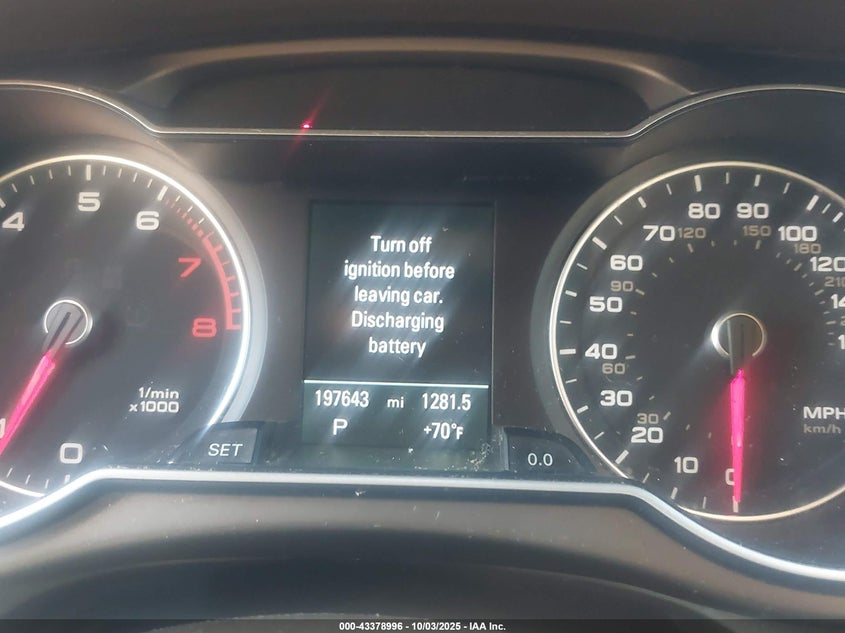 4 5 6 7 8
1/min
x1000
1 0
SET
Turn off
ignition before
leaving car.
Discharging
battery
197643 mi 1281.5
P +70°F
0.0
0 10 20 30 40 50 60 70 80 90 100 120
30 60 90 120 150 180
MPH
km/h
000-43378996 - 10/03/2025 - IAA Inc.